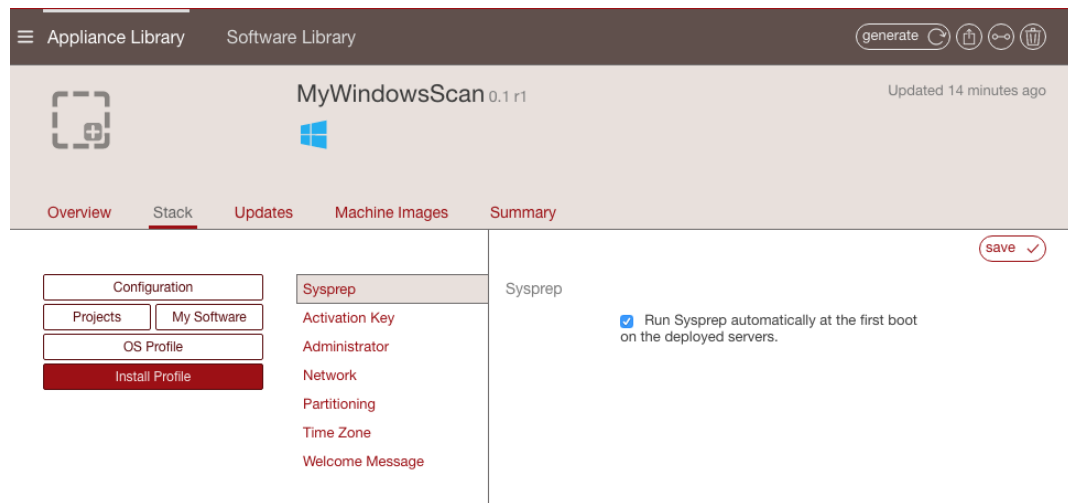 Appliance Library Software Library generate
MyWindowsScan 0.1 r1 Updated 14 minutes ago
Overview Stack Updates Machine Images Summary
save
Configuration
Projects My Software
OS Profile
Install Profile
Sysprep
Activation Key
Administrator
Network
Partitioning
Time Zone
Welcome Message
Sysprep
Run Sysprep automatically at the first boot
on the deployed servers.